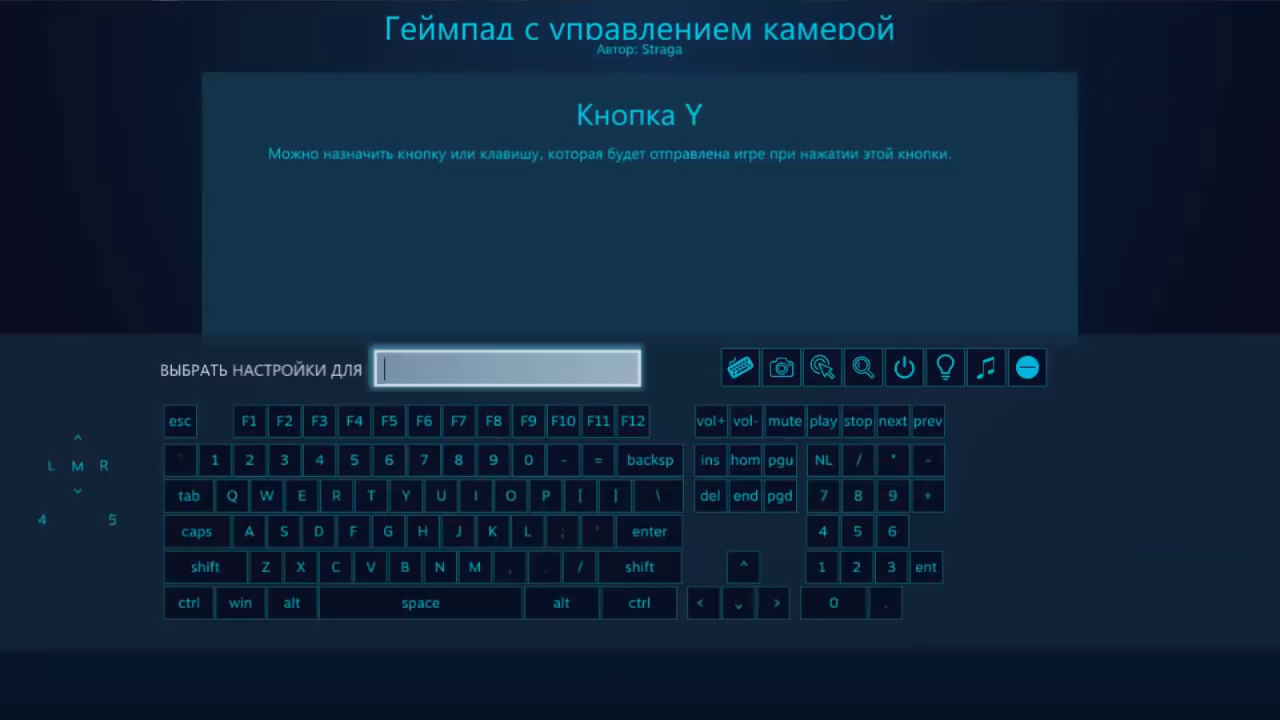 Геймпад с управлением камерой
Автор: Straga
Кнопка Y
Можно назначить кнопку или клавишу, которая будет отправлена игре при нажатии этой кнопки.
ВЫБРАТЬ НАСТРОЙКИ ДЛЯ
esc F1 F2 F3 F4 F5 F6 F7 F8 F9 F10 F11 F12 vol+ vol- mute play stop next prev
L M R ` 1 2 3 4 5 6 7 8 9 0 - = backsp ins hom pgu NL / * -
tab Q W E R T Y U I O P [ ] \ del end pgd 7 8 9 +
4 5 caps A S D F G H J K L ; ' enter 4 5 6
shift Z X C V B N M , . / shift ^ 1 2 3 ent
ctrl win alt space alt ctrl < ⌄ > 0 .